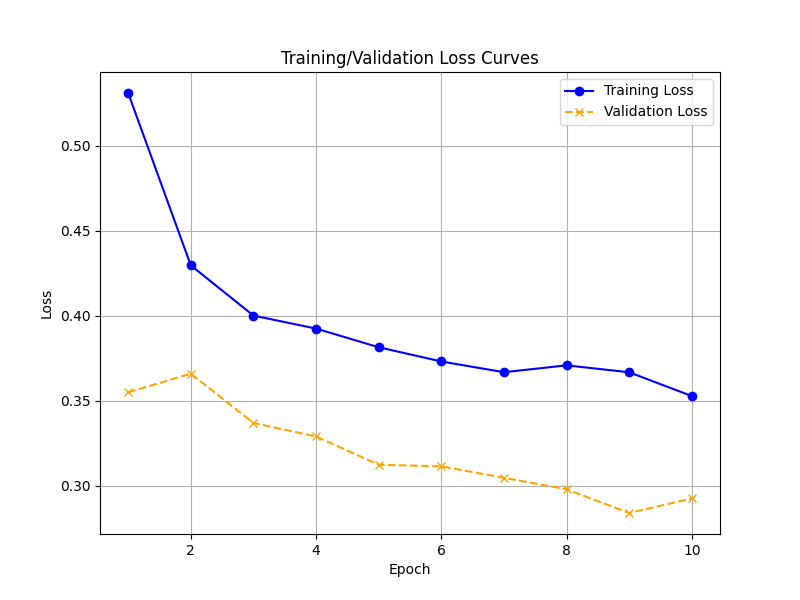 Training/Validation Loss Curves
Training Loss
Validation Loss
0.50
0.45
0.40
0.35
0.30
Loss
2
4
6
8
10
Epoch